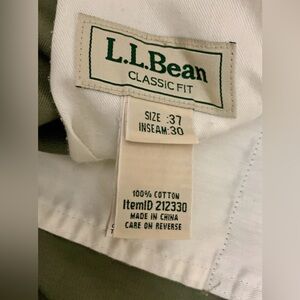 L.L.Bean
CLASSIC FIT
SIZE :37
INSEAM:30
100% COTTON
ItemID 212330
MADE IN CHINA
CARE ON REVERSE